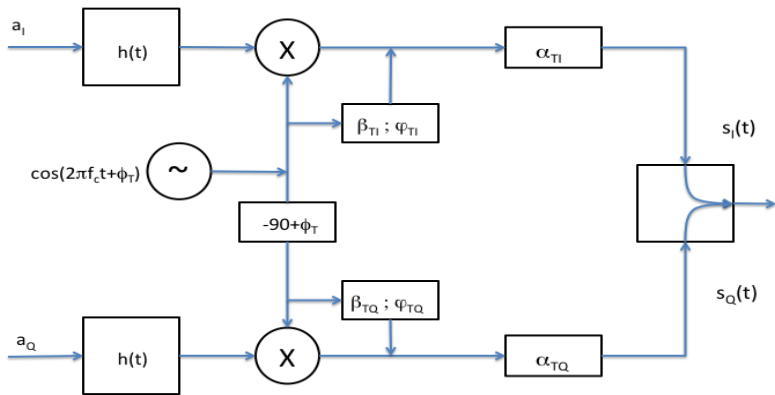 a_I
h(t)
X
α_TI
β_TI ; φ_TI
s_I(t)
cos(2πf_ct+ϕ_T)
~
-90+ϕ_T
s_Q(t)
β_TQ ; φ_TQ
a_Q
h(t)
X
α_TQ